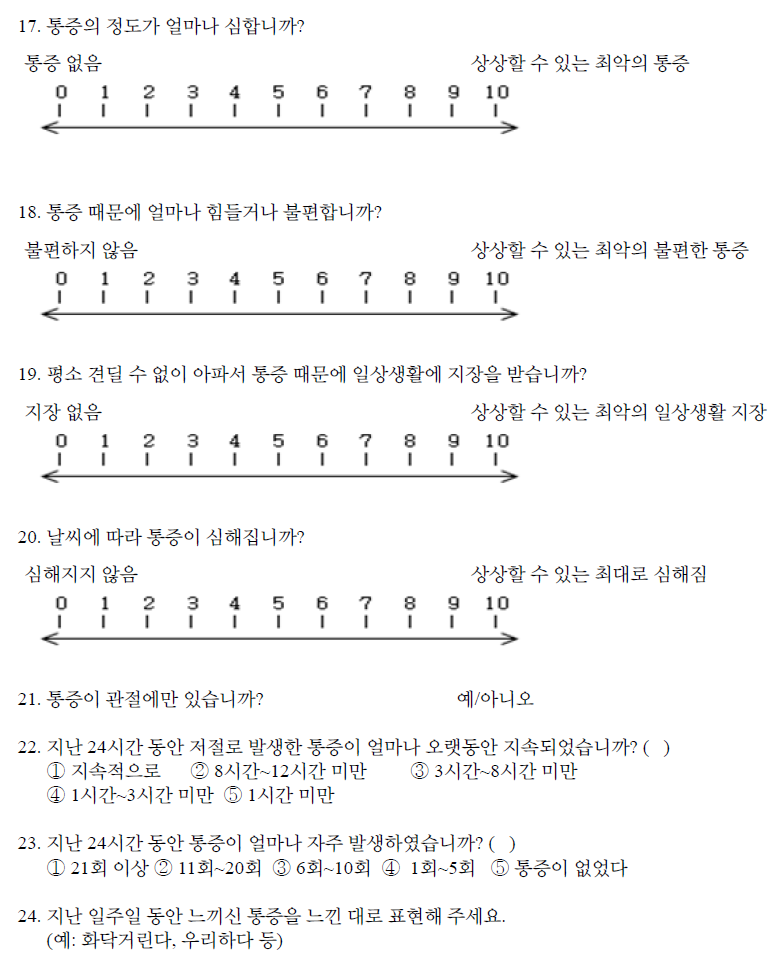 17. 통증의 정도가 얼마나 심합니까?
통증 없음 상상할 수 있는 최악의 통증
0 1 2 3 4 5 6 7 8 9 10
18. 통증 때문에 얼마나 힘들거나 불편합니까?
불편하지 않음 상상할 수 있는 최악의 불편한 통증
0 1 2 3 4 5 6 7 8 9 10
19. 평소 견딜 수 없이 아파서 통증 때문에 일상생활에 지장을 받습니까?
지장 없음 상상할 수 있는 최악의 일상생활 지장
0 1 2 3 4 5 6 7 8 9 10
20. 날씨에 따라 통증이 심해집니까?
심해지지 않음 상상할 수 있는 최대로 심해짐
0 1 2 3 4 5 6 7 8 9 10
21. 통증이 관절에만 있습니까? 예/아니오
22. 지난 24시간 동안 저절로 발생한 통증이 얼마나 오랫동안 지속되었습니까? ( )
① 지속적으로 ② 8시간~12시간 미만 ③ 3시간~8시간 미만
④ 1시간~3시간 미만 ⑤ 1시간 미만
23. 지난 24시간 동안 통증이 얼마나 자주 발생하였습니까? ( )
① 21회 이상 ② 11회~20회 ③ 6회~10회 ④ 1회~5회 ⑤ 통증이 없었다
24. 지난 일주일 동안 느끼신 통증을 느낀 대로 표현해 주세요.
(예: 화닥거린다, 우리하다 등)